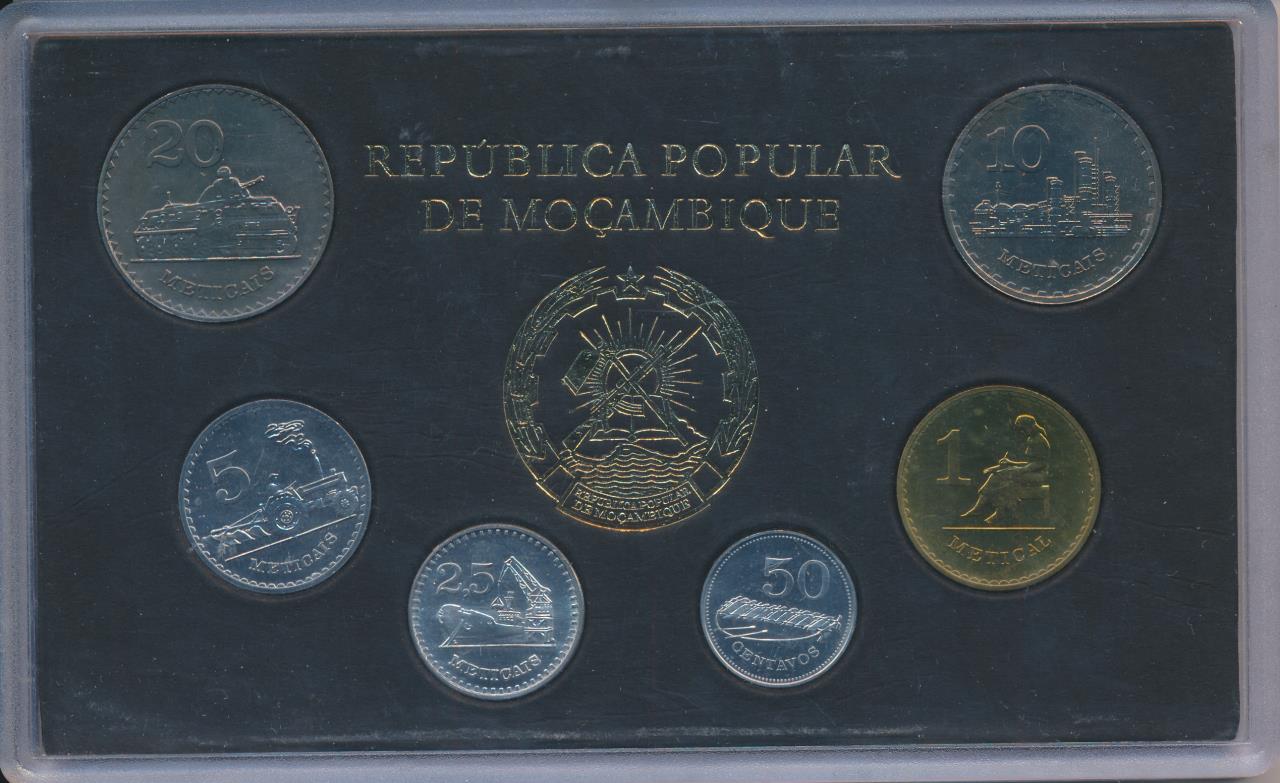 REPÚBLICA POPULAR
DE MOÇAMBIQUE
20
METICAIS
10
METICAIS
5
METICAIS
REPUBLICA POPULAR
DE MOÇAMBIQUE
1
METICAL
2,5
METICAIS
50
CENTAVOS